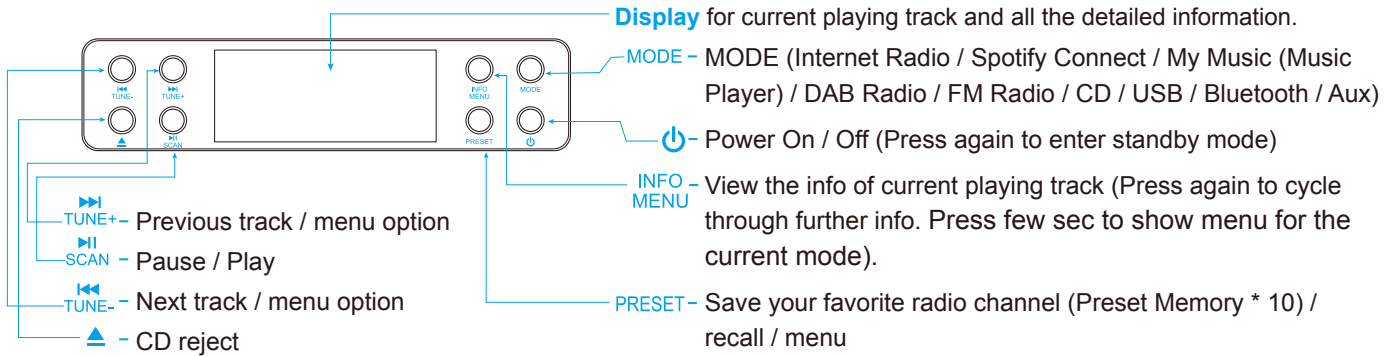 Display for current playing track and all the detailed information.
MODE – MODE (Internet Radio / Spotify Connect / My Music (Music
Player) / DAB Radio / FM Radio / CD / USB / Bluetooth / Aux)
– Power On / Off (Press again to enter standby mode)
INFO
MENU – View the info of current playing track (Press again to cycle
through further info. Press few sec to show menu for the
current mode).
PRESET – Save your favorite radio channel (Preset Memory * 10) /
recall / menu
TUNE-
TUNE+
SCAN
INFO
MENU
MODE
PRESET
TUNE+ – Previous track / menu option
SCAN – Pause / Play
TUNE- – Next track / menu option
– CD reject